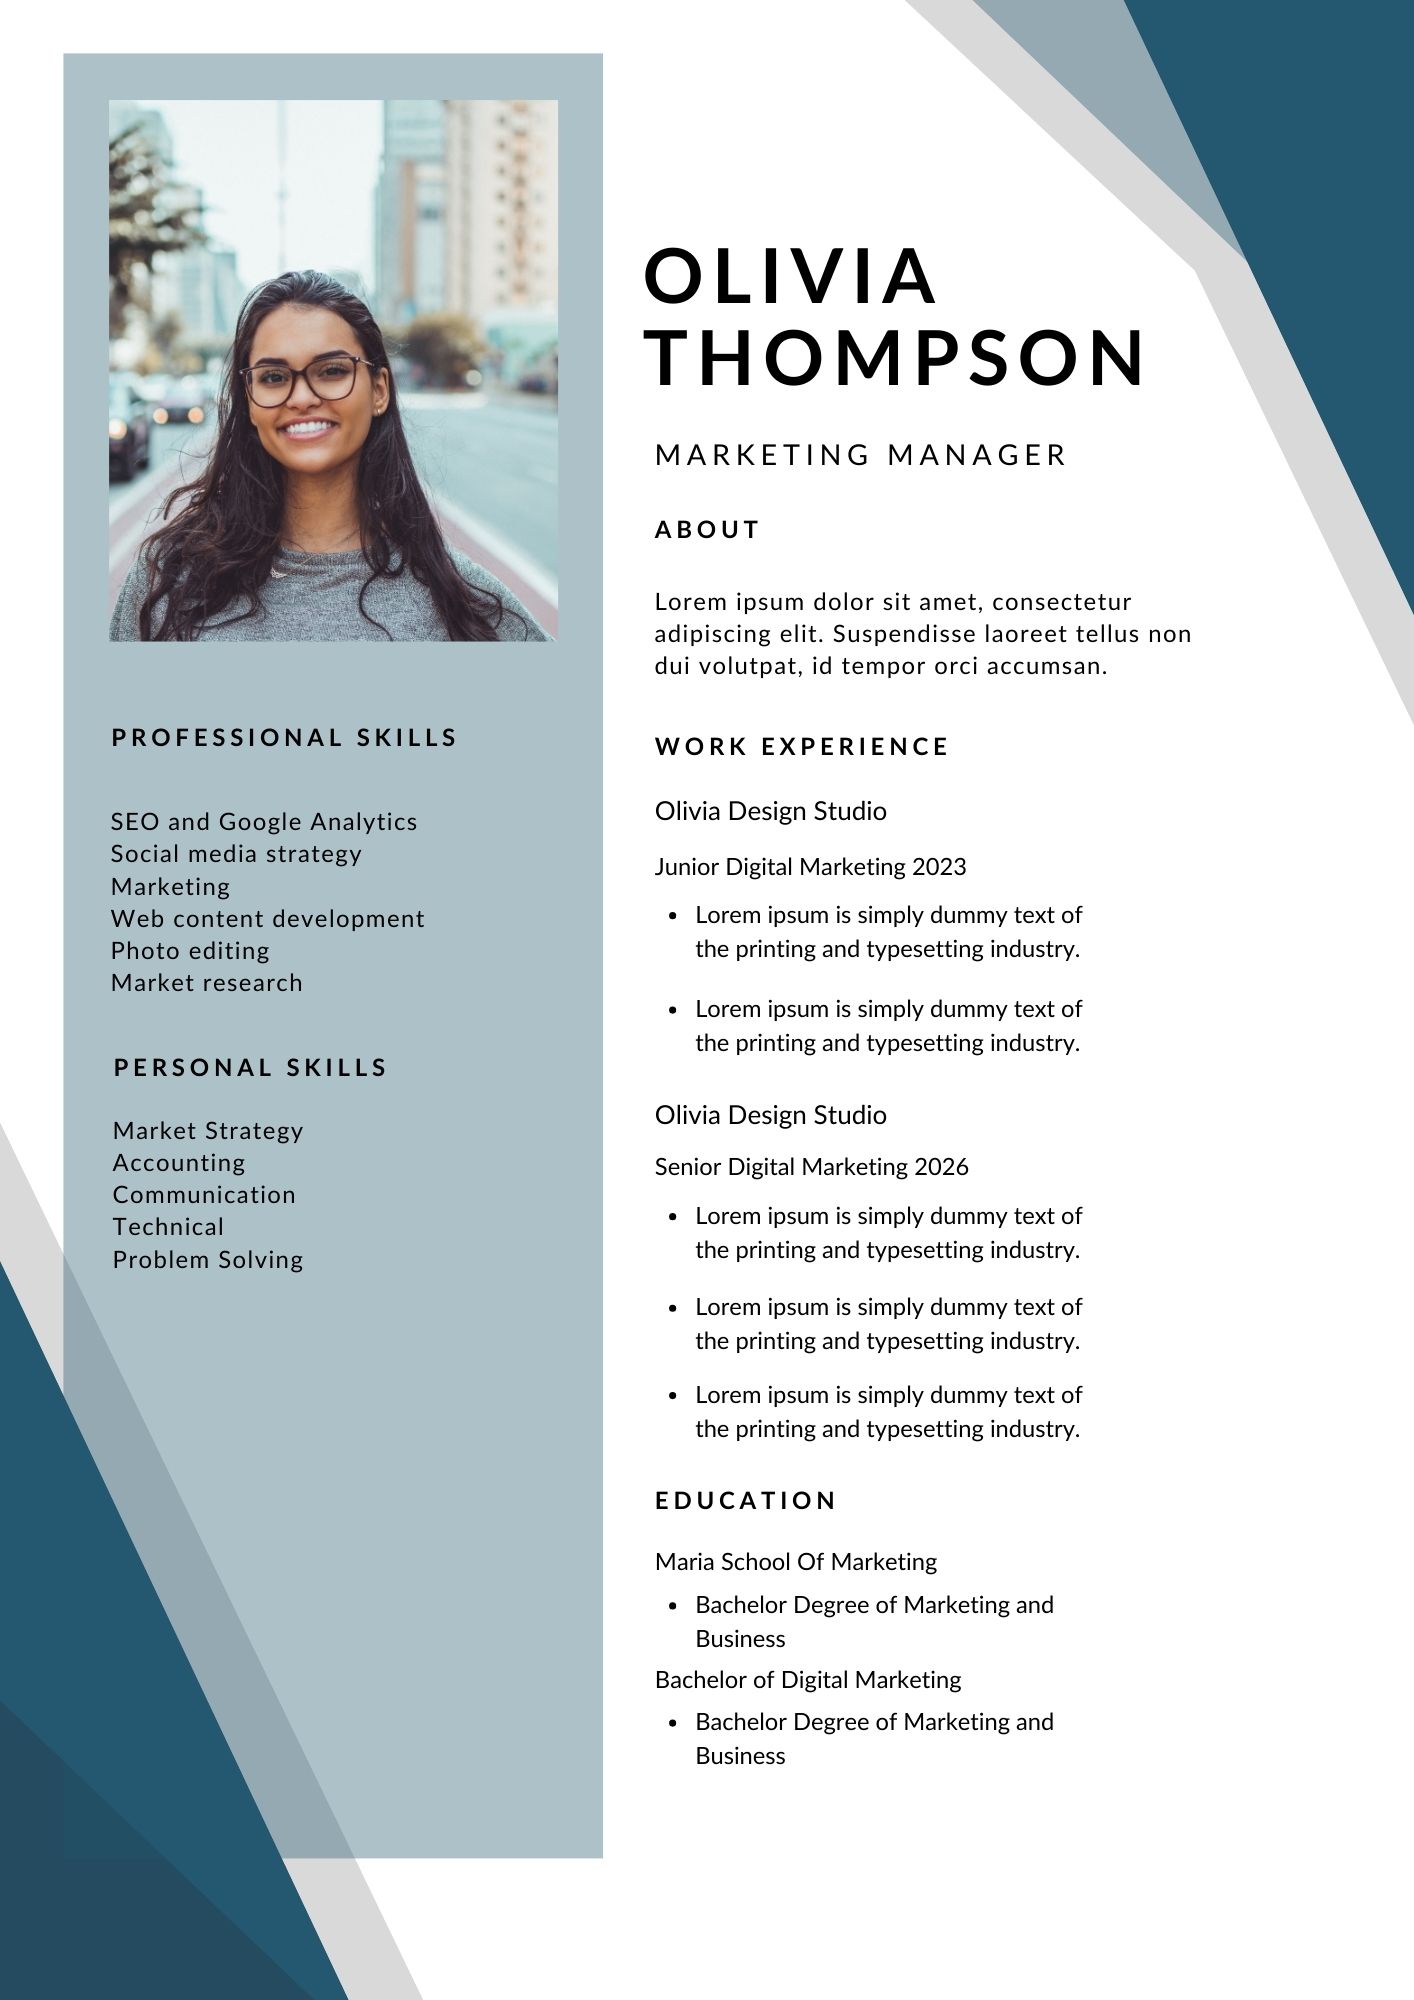 OLIVIA
THOMPSON
MARKETING MANAGER
ABOUT
Lorem ipsum dolor sit amet, consectetur
adipiscing elit. Suspendisse laoreet tellus non
dui volutpat, id tempor orci accumsan.
WORK EXPERIENCE
Olivia Design Studio
Junior Digital Marketing 2023
• Lorem ipsum is simply dummy text of
the printing and typesetting industry.
• Lorem ipsum is simply dummy text of
the printing and typesetting industry.
Olivia Design Studio
Senior Digital Marketing 2026
• Lorem ipsum is simply dummy text of
the printing and typesetting industry.
• Lorem ipsum is simply dummy text of
the printing and typesetting industry.
• Lorem ipsum is simply dummy text of
the printing and typesetting industry.
EDUCATION
Maria School Of Marketing
• Bachelor Degree of Marketing and
Business
Bachelor of Digital Marketing
• Bachelor Degree of Marketing and
Business
PROFESSIONAL SKILLS
SEO and Google Analytics
Social media strategy
Marketing
Web content development
Photo editing
Market research
PERSONAL SKILLS
Market Strategy
Accounting
Communication
Technical
Problem Solving